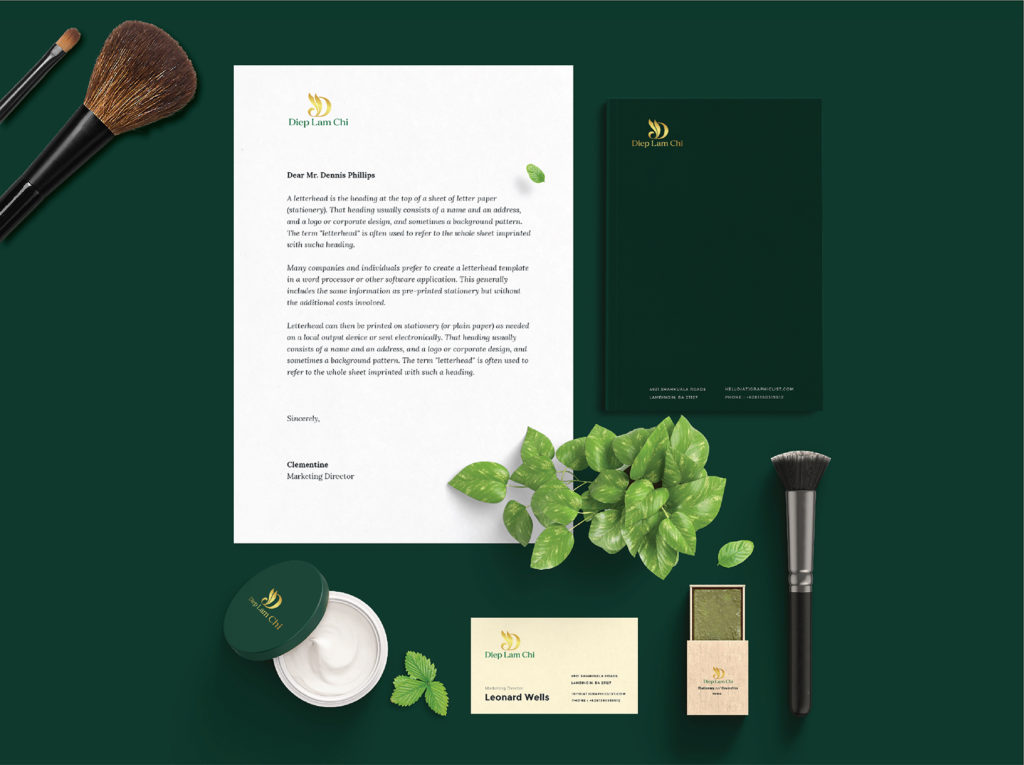 Diep Lam Chi
Dear Mr. Dennis Phillips
A letterhead is the heading at the top of a sheet of letter paper
(stationery). That heading usually consists of a name and an address,
and a logo or corporate design, and sometimes a background pattern.
The term "letterhead" is often used to refer to the whole sheet imprinted
with sucha heading.
Many companies and individuals prefer to create a letterhead template
in a word processor or other software application. This generally
includes the same information as pre-printed stationery but without
the additional costs involved.
Letterhead can then be printed on stationery (or plain paper) as needed
on a local output device or sent electronically. That heading usually
consists of a name and an address, and a logo or corporate design, and
sometimes a background pattern. The term "letterhead" is often used to
refer to the whole sheet imprinted with such a heading.
Sincerely,
Clementine
Marketing Director
Diep Lam Chi
Diep Lam Chi
Diep Lam Chi
Marketing Director
Leonard Wells
Diep Lam Chi